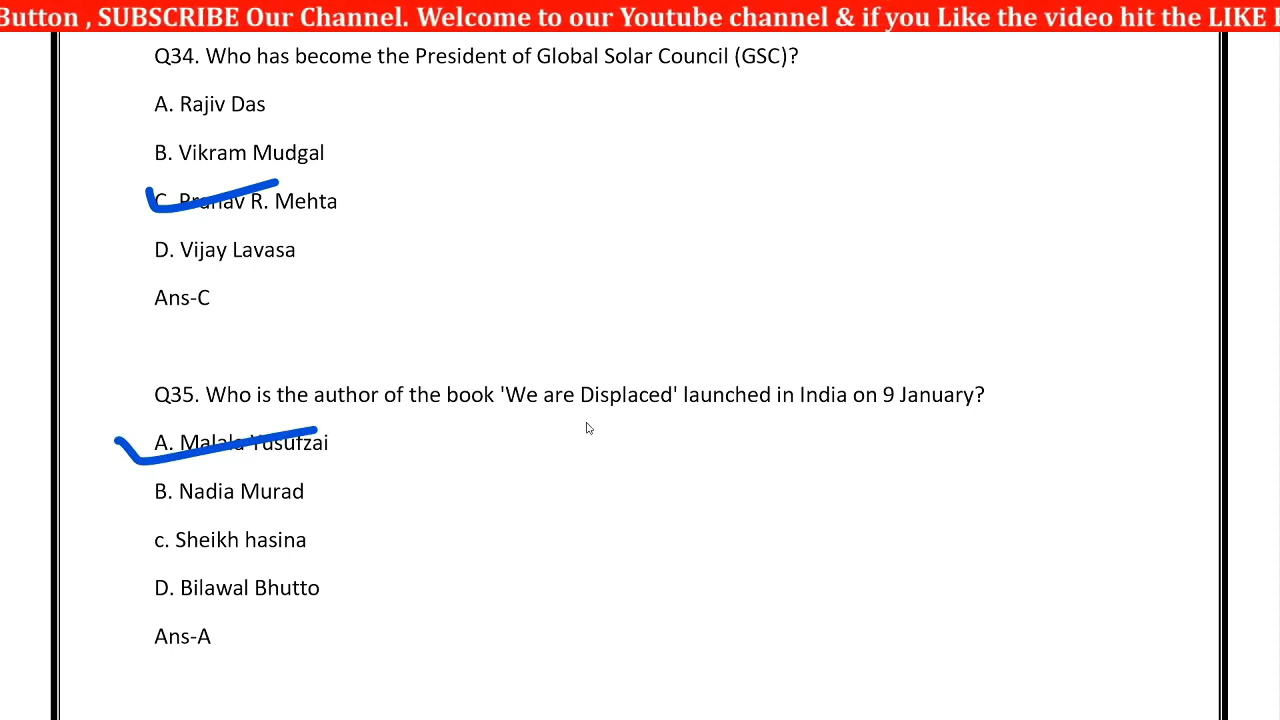 Button , SUBSCRIBE Our Channel. Welcome to our Youtube channel & if you Like the video hit the LIKE
Q34. Who has become the President of Global Solar Council (GSC)?
A. Rajiv Das
B. Vikram Mudgal
C. Pranav R. Mehta
D. Vijay Lavasa
Ans-C
Q35. Who is the author of the book 'We are Displaced' launched in India on 9 January?
A. Malala Yusufzai
B. Nadia Murad
c. Sheikh hasina
D. Bilawal Bhutto
Ans-A